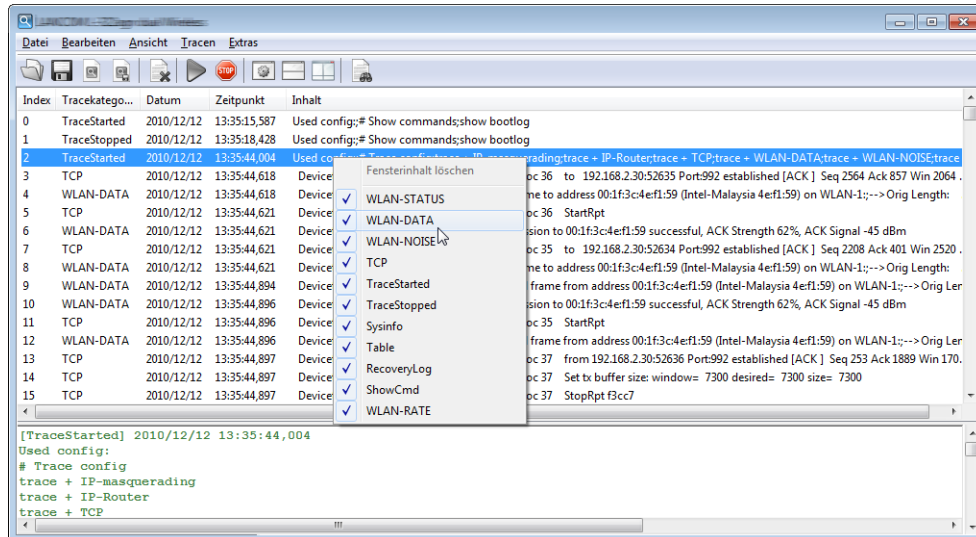 Datei Bearbeiten Ansicht Tracen Extras
STOP
Index Tracekatego... Datum Zeitpunkt Inhalt
0 TraceStarted 2010/12/12 13:35:15,587 Used config:;# Show commands;show bootlog
1 TraceStopped 2010/12/12 13:35:18,428 Used config:;# Show commands;show bootlog
2 TraceStarted 2010/12/12 13:35:44,004 Used config:;# Trace config;trace + IP-masquerading;trace + IP-Router;trace + TCP;trace + WLAN-DATA;trace + WLAN-NOISE;trace
3 TCP 2010/12/12 13:35:44,618 Device oc 36 to 192.168.2.30:52635 Port:992 established [ACK ] Seq 2564 Ack 857 Win 2064 .
4 WLAN-DATA 2010/12/12 13:35:44,618 Device me to address 00:1f:3c:4e:f1:59 (Intel-Malaysia 4e:f1:59) on WLAN-1:;--> Orig Length:
5 TCP 2010/12/12 13:35:44,621 Device oc 36 StartRpt
6 WLAN-DATA 2010/12/12 13:35:44,621 Device sion to 00:1f:3c:4e:f1:59 successful, ACK Strength 62%, ACK Signal -45 dBm
7 TCP 2010/12/12 13:35:44,621 Device oc 35 to 192.168.2.30:52634 Port:992 established [ACK ] Seq 2208 Ack 401 Win 2520 .
8 WLAN-DATA 2010/12/12 13:35:44,621 Device me to address 00:1f:3c:4e:f1:59 (Intel-Malaysia 4e:f1:59) on WLAN-1:;--> Orig Length:
9 WLAN-DATA 2010/12/12 13:35:44,894 Device frame from address 00:1f:3c:4e:f1:59 (Intel-Malaysia 4e:f1:59) on WLAN-1:;--> Orig Len
10 WLAN-DATA 2010/12/12 13:35:44,896 Device sion to 00:1f:3c:4e:f1:59 successful, ACK Strength 62%, ACK Signal -45 dBm
11 TCP 2010/12/12 13:35:44,896 Device oc 35 StartRpt
12 WLAN-DATA 2010/12/12 13:35:44,896 Device frame from address 00:1f:3c:4e:f1:59 (Intel-Malaysia 4e:f1:59) on WLAN-1:;--> Orig Ler
13 TCP 2010/12/12 13:35:44,897 Device oc 37 from 192.168.2.30:52636 Port:992 established [ACK ] Seq 253 Ack 1889 Win 170.
14 TCP 2010/12/12 13:35:44,897 Device oc 37 Set tx buffer size: window= 7300 desired= 7300 size= 7300
15 TCP 2010/12/12 13:35:44,897 Device oc 37 StopRpt f3cc7
Fensterinhalt löschen
WLAN-STATUS
WLAN-DATA
WLAN-NOISE
TCP
TraceStarted
TraceStopped
Sysinfo
Table
RecoveryLog
ShowCmd
WLAN-RATE
[TraceStarted] 2010/12/12 13:35:44,004
Used config:
# Trace config
trace + IP-masquerading
trace + IP-Router
trace + TCP